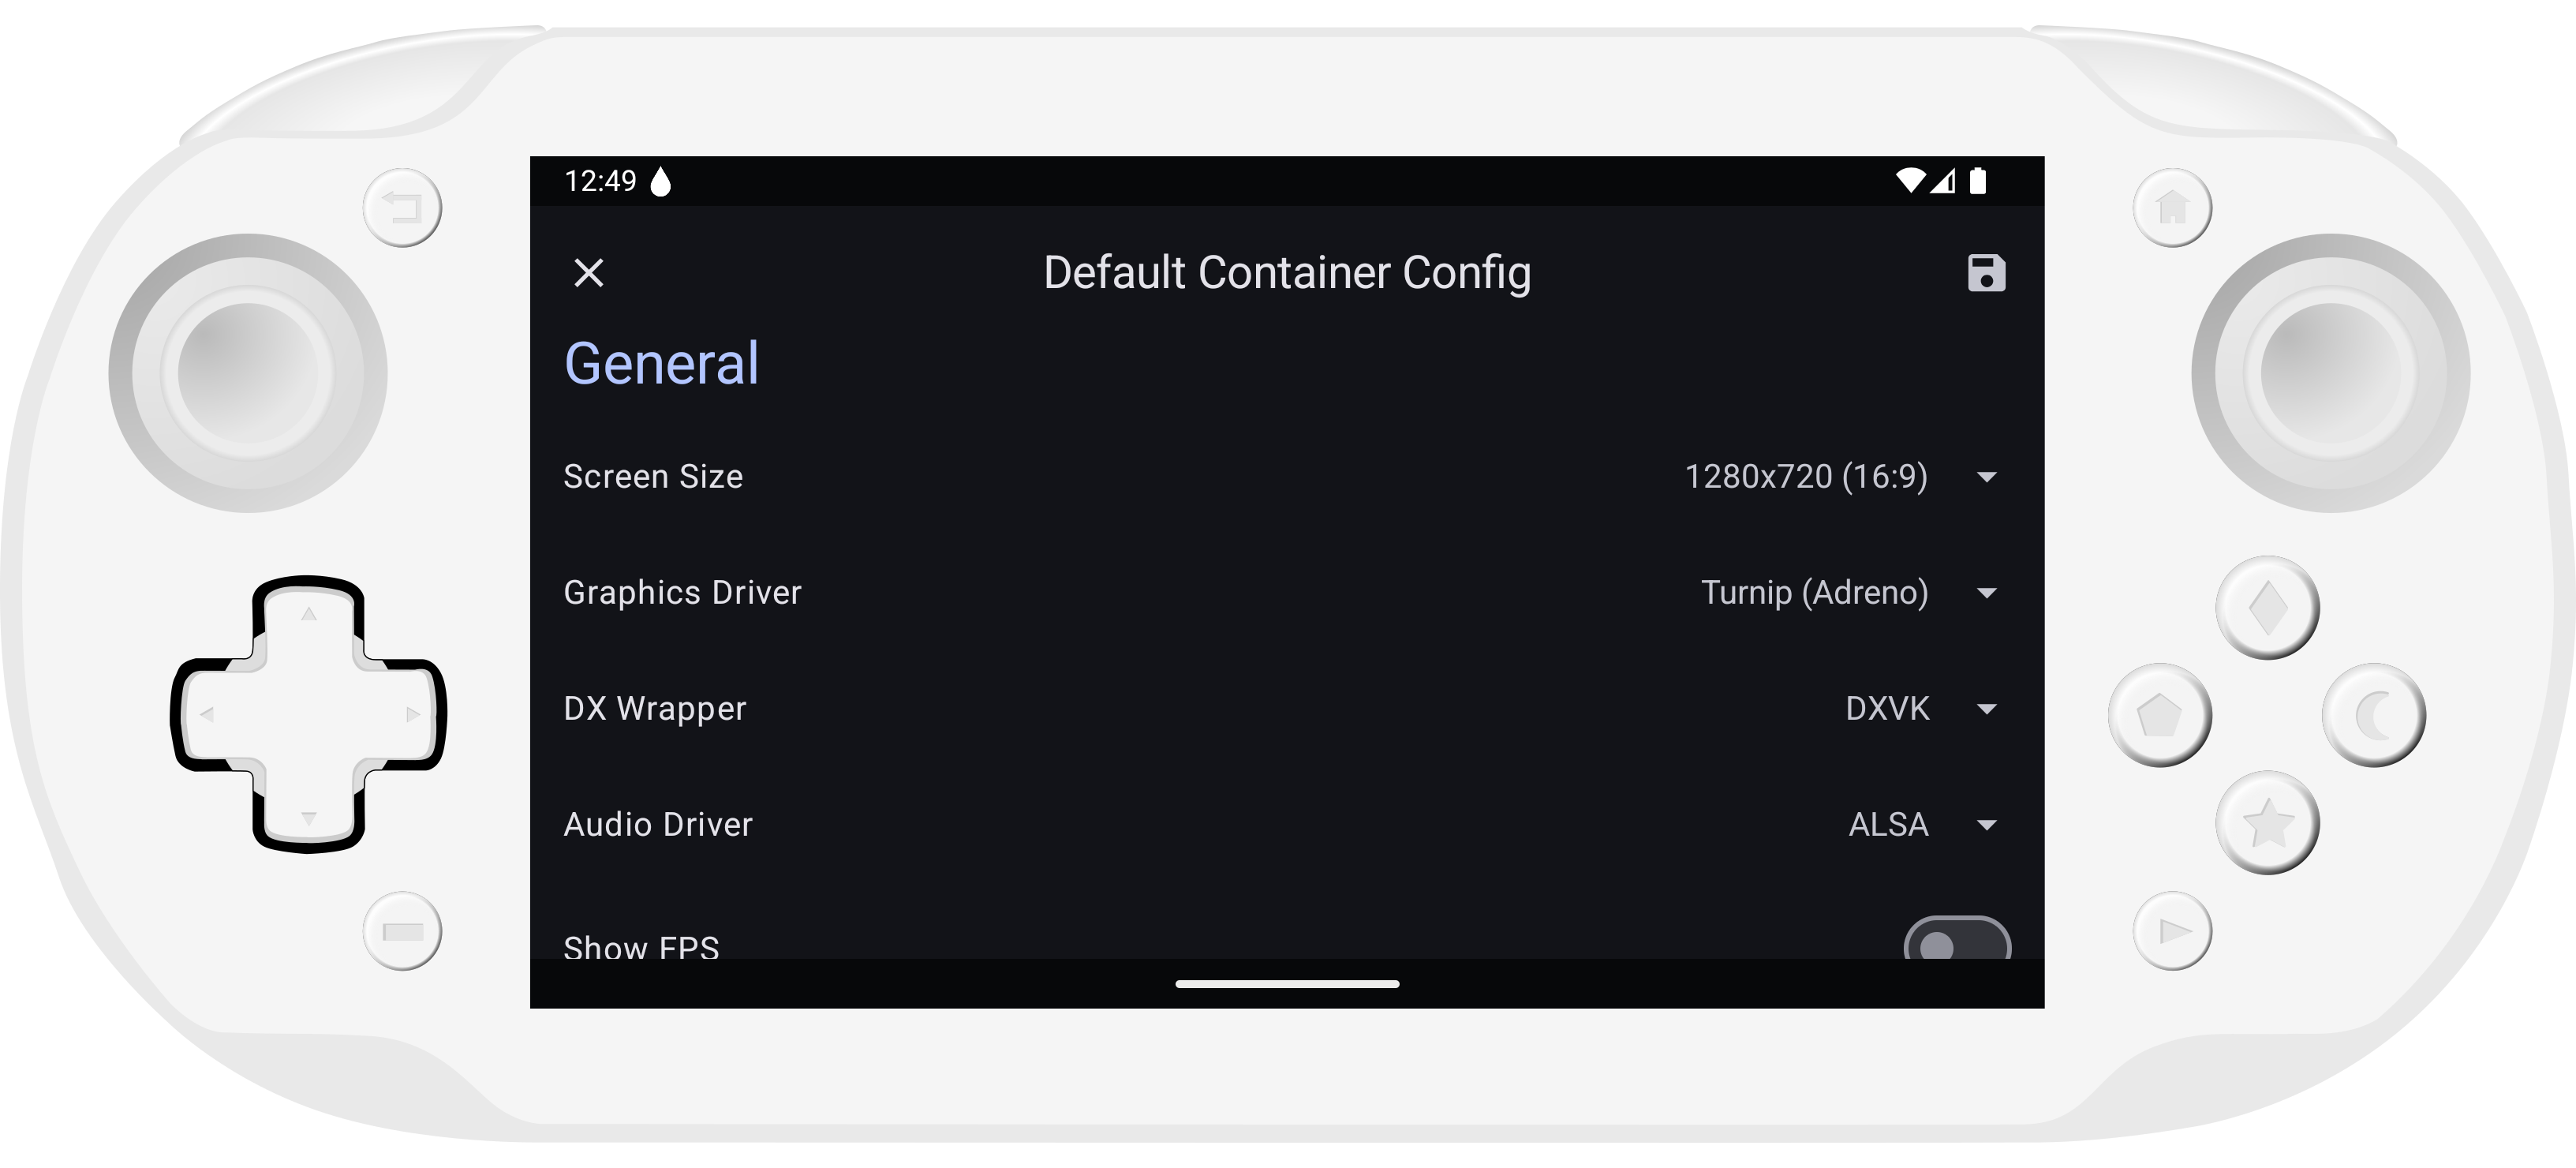 12:49
Default Container Config
General
Screen Size 1280x720 (16:9)
Graphics Driver Turnip (Adreno)
DX Wrapper DXVK
Audio Driver ALSA
Show FPS